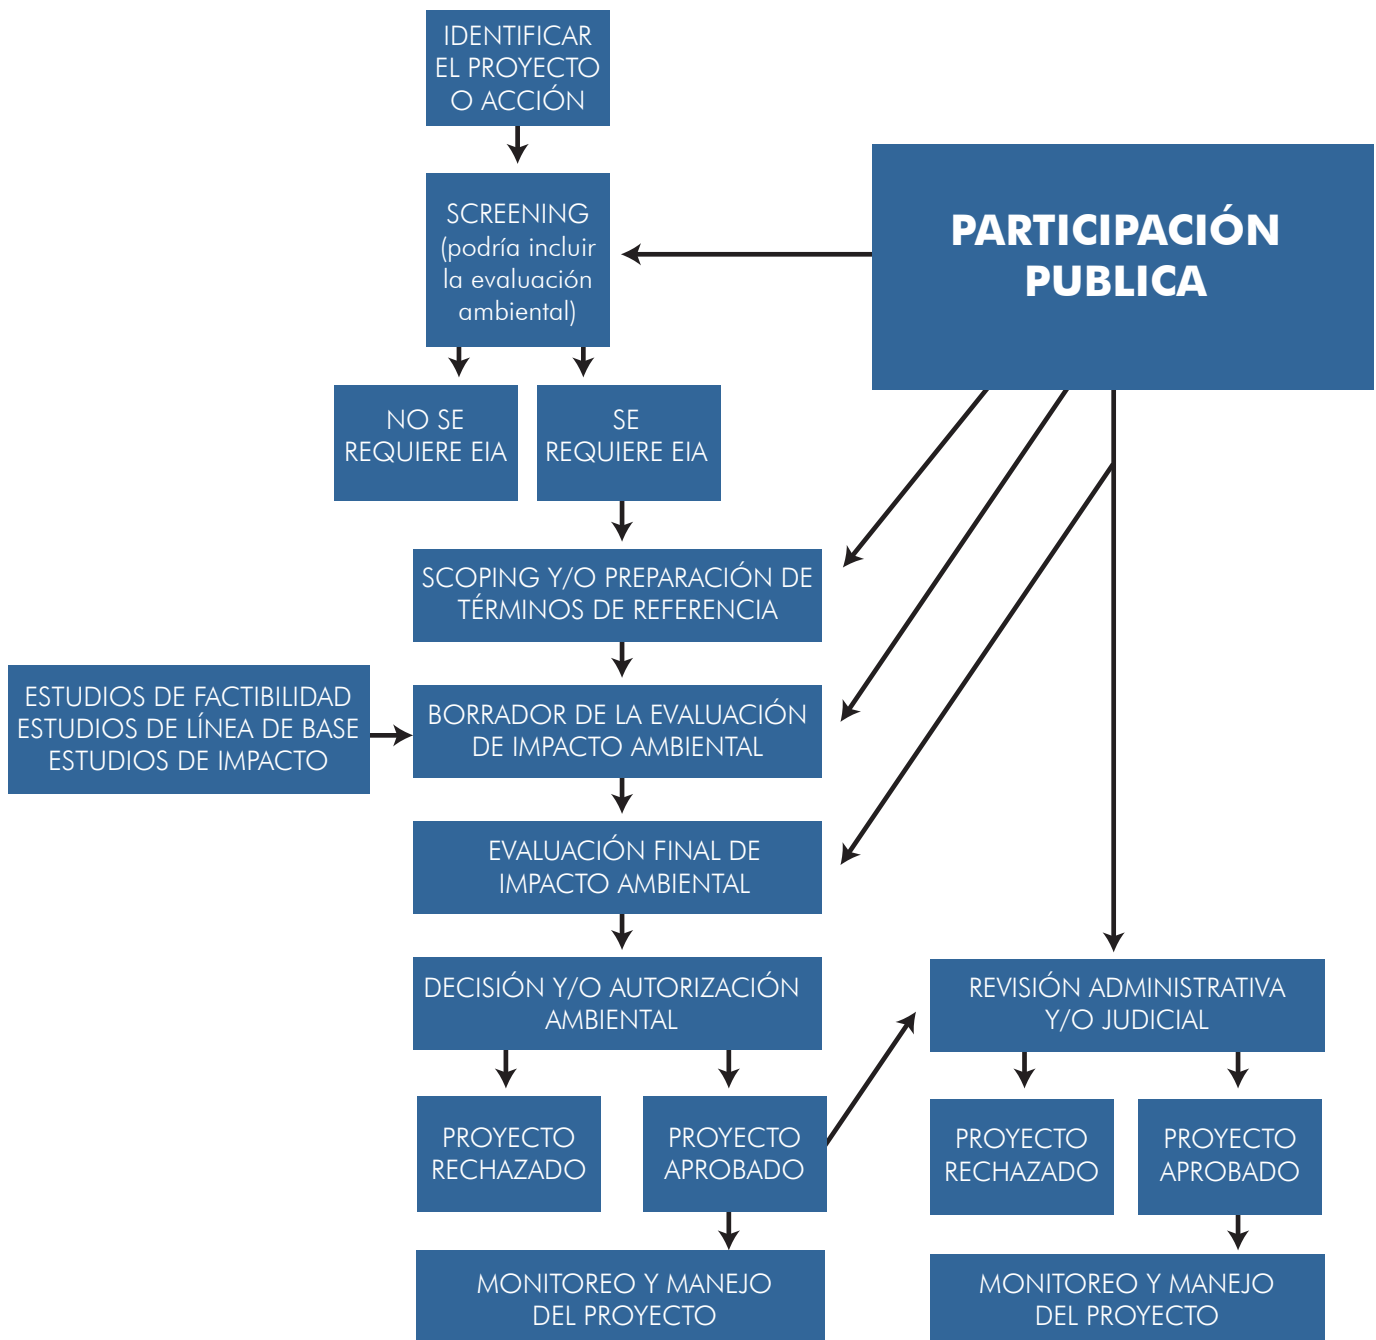 IDENTIFICAR
EL PROYECTO
O ACCIÓN
SCREENING
(podría incluir
la evaluación
ambiental)
PARTICIPACIÓN
PUBLICA
NO SE
REQUIERE EIA
SE
REQUIERE EIA
SCOPING Y/O PREPARACIÓN DE
TÉRMINOS DE REFERENCIA
ESTUDIOS DE FACTIBILIDAD
ESTUDIOS DE LÍNEA DE BASE
ESTUDIOS DE IMPACTO
BORRADOR DE LA EVALUACIÓN
DE IMPACTO AMBIENTAL
EVALUACIÓN FINAL DE
IMPACTO AMBIENTAL
DECISIÓN Y/O AUTORIZACIÓN
AMBIENTAL
REVISIÓN ADMINISTRATIVA
Y/O JUDICIAL
PROYECTO
RECHAZADO
PROYECTO
APROBADO
PROYECTO
RECHAZADO
PROYECTO
APROBADO
MONITOREO Y MANEJO
DEL PROYECTO
MONITOREO Y MANEJO
DEL PROYECTO